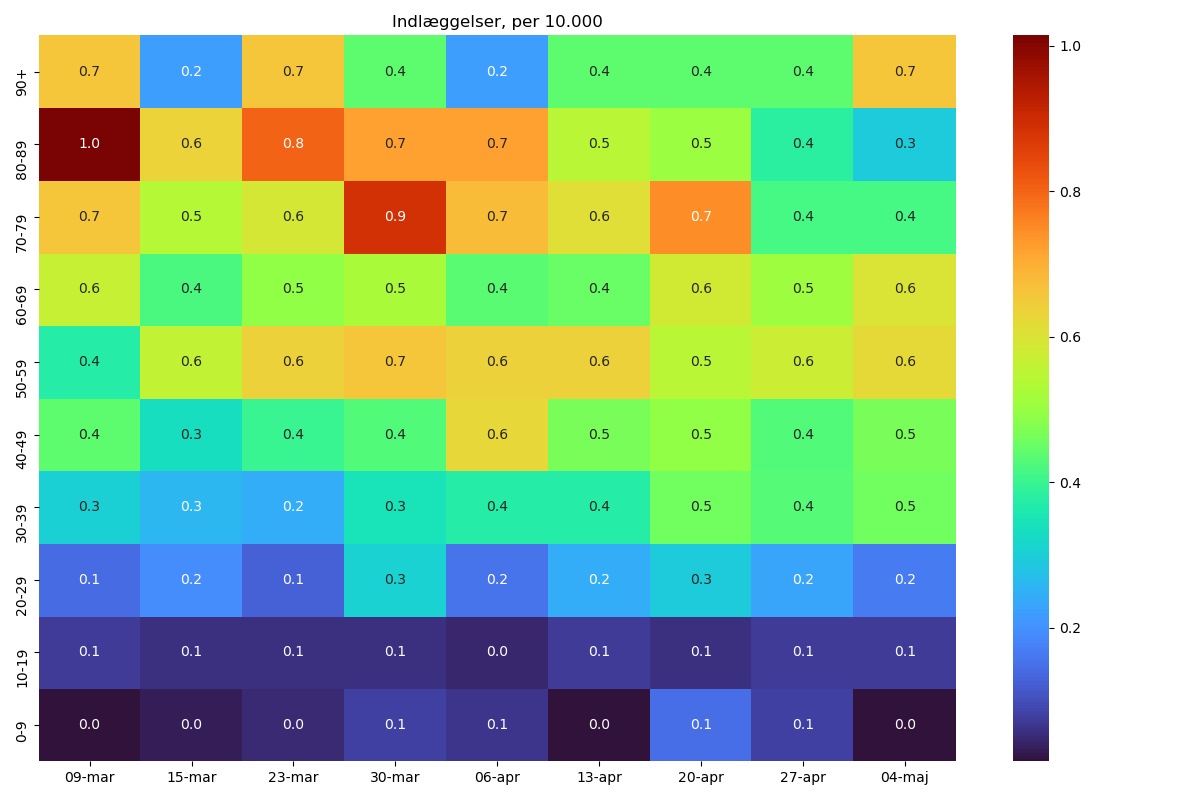 Indlæggelser, per 10.000
90+ 0.7 0.2 0.7 0.4 0.2 0.4 0.4 0.4 0.7
80-89 1.0 0.6 0.8 0.7 0.7 0.5 0.5 0.4 0.3
70-79 0.7 0.5 0.6 0.9 0.7 0.6 0.7 0.4 0.4
60-69 0.6 0.4 0.5 0.5 0.4 0.4 0.6 0.5 0.6
50-59 0.4 0.6 0.6 0.7 0.6 0.6 0.5 0.6 0.6
40-49 0.4 0.3 0.4 0.4 0.6 0.5 0.5 0.4 0.5
30-39 0.3 0.3 0.2 0.3 0.4 0.4 0.5 0.4 0.5
20-29 0.1 0.2 0.1 0.3 0.2 0.2 0.3 0.2 0.2
10-19 0.1 0.1 0.1 0.1 0.0 0.1 0.1 0.1 0.1
0-9 0.0 0.0 0.0 0.1 0.1 0.0 0.1 0.1 0.0
09-mar 15-mar 23-mar 30-mar 06-apr 13-apr 20-apr 27-apr 04-maj
1.0
0.8
0.6
0.4
0.2